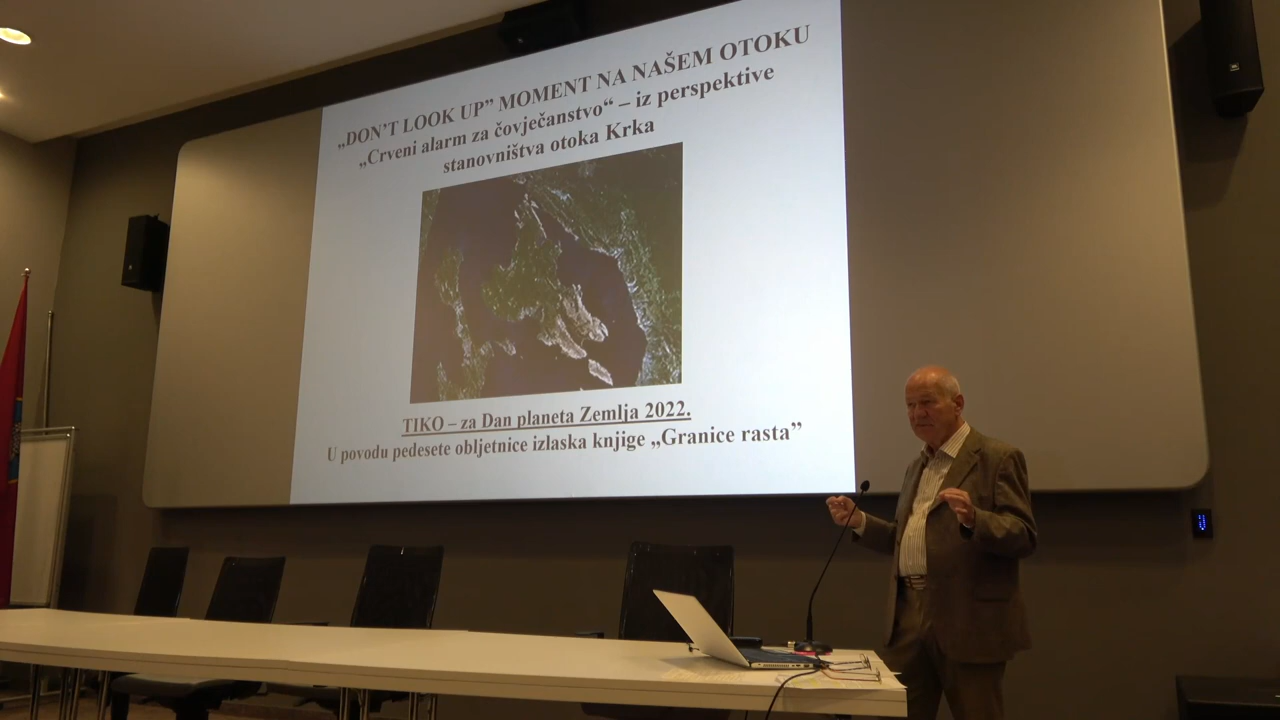 „DON’T LOOK UP” MOMENT NA NAŠEM OTOKU
„Crveni alarm za čovječanstvo“ – iz perspektive
stanovništva otoka Krka
TIKO – za Dan planeta Zemlja 2022.
U povodu pedesete obljetnice izlaska knjige „Granice rasta”